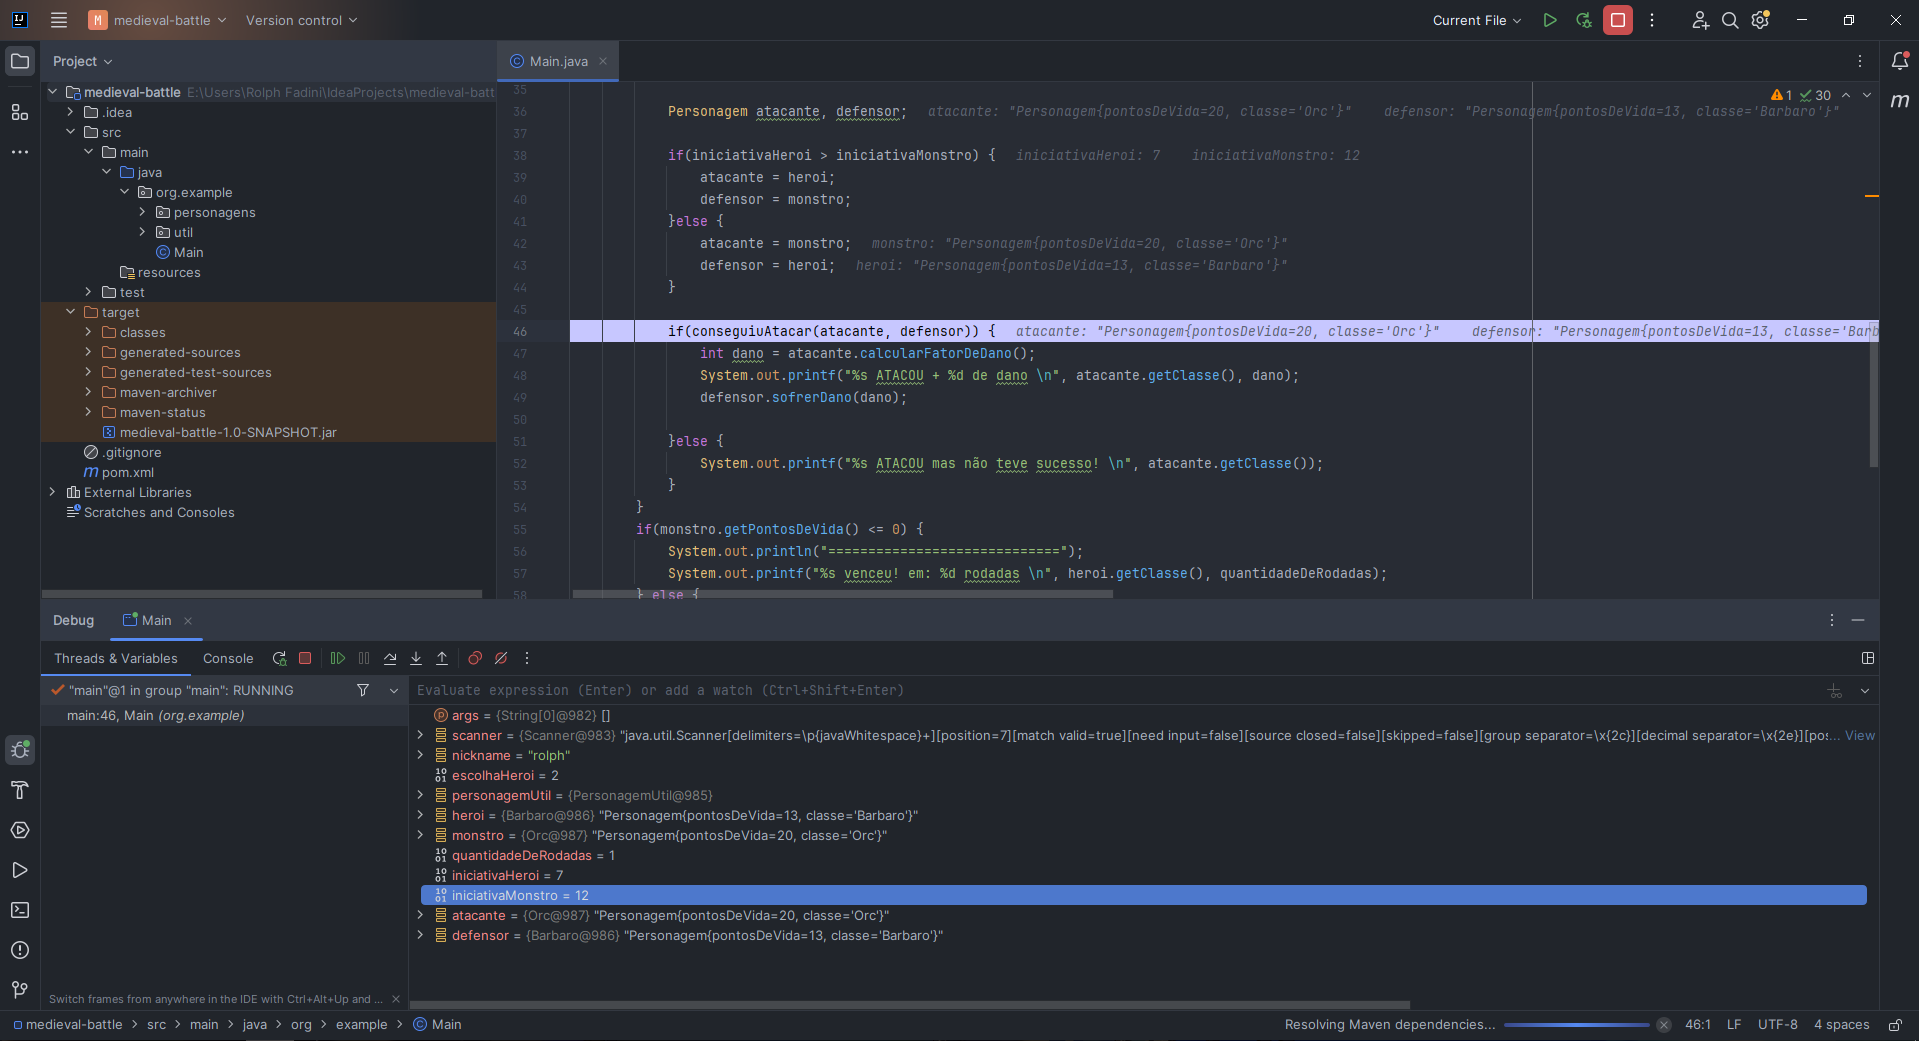 M medieval-battle Version control Current File
Project
Main.java
medieval-battle E:\Users\Rolph Fadini\IdeaProjects\medieval-batt
.idea
src
main
java
org.example
personagens
util
Main
resources
test
target
classes
generated-sources
generated-test-sources
maven-archiver
maven-status
medieval-battle-1.0-SNAPSHOT.jar
.gitignore
pom.xml
External Libraries
Scratches and Consoles
1 30
35
36 Personagem atacante, defensor; atacante: "Personagem{pontosDeVida=20, classe='Orc'}" defensor: "Personagem{pontosDeVida=13, classe='Barbaro'}"
37
38 if(iniciativaHeroi > iniciativaMonstro) { iniciativaHeroi: 7 iniciativaMonstro: 12
39 atacante = heroi;
40 defensor = monstro;
41 }else {
42 atacante = monstro; monstro: "Personagem{pontosDeVida=20, classe='Orc'}"
43 defensor = heroi; heroi: "Personagem{pontosDeVida=13, classe='Barbaro'}"
44 }
45
46 if(conseguiuAtacar(atacante, defensor)) { atacante: "Personagem{pontosDeVida=20, classe='Orc'}" defensor: "Personagem{pontosDeVida=13, classe='Barb
47 int dano = atacante.calcularFatorDeDano();
48 System.out.printf("%s ATACOU + %d de dano \n", atacante.getClasse(), dano);
49 defensor.sofrerDano(dano);
50
51 }else {
52 System.out.printf("%s ATACOU mas não teve sucesso! \n", atacante.getClasse());
53 }
54 }
55 if(monstro.getPontosDeVida() <= 0) {
56 System.out.println("=============================");
57 System.out.printf("%s venceu! em: %d rodadas \n", heroi.getClasse(), quantidadeDeRodadas);
58 } else {
Debug Main
Threads & Variables Console
"main"@1 in group "main": RUNNING
main:46, Main (org.example)
Evaluate expression (Enter) or add a watch (Ctrl+Shift+Enter)
args = {String[0]@982} []
scanner = {Scanner@983} "java.util.Scanner[delimiters=\p{javaWhitespace}+][position=7][match valid=true][need input=false][source closed=false][skipped=false][group separator=\x{2c}][decimal separator=\x{2e}][pos... View
nickname = "rolph"
escolhaHeroi = 2
personagemUtil = {PersonagemUtil@985}
heroi = {Barbaro@986} "Personagem{pontosDeVida=13, classe='Barbaro'}"
monstro = {Orc@987} "Personagem{pontosDeVida=20, classe='Orc'}"
quantidadeDeRodadas = 1
iniciativaHeroi = 7
iniciativaMonstro = 12
atacante = {Orc@987} "Personagem{pontosDeVida=20, classe='Orc'}"
defensor = {Barbaro@986} "Personagem{pontosDeVida=13, classe='Barbaro'}"
Switch frames from anywhere in the IDE with Ctrl+Alt+Up and ...
medieval-battle > src > main > java > org > example > Main Resolving Maven dependencies... 46:1 LF UTF-8 4 spaces